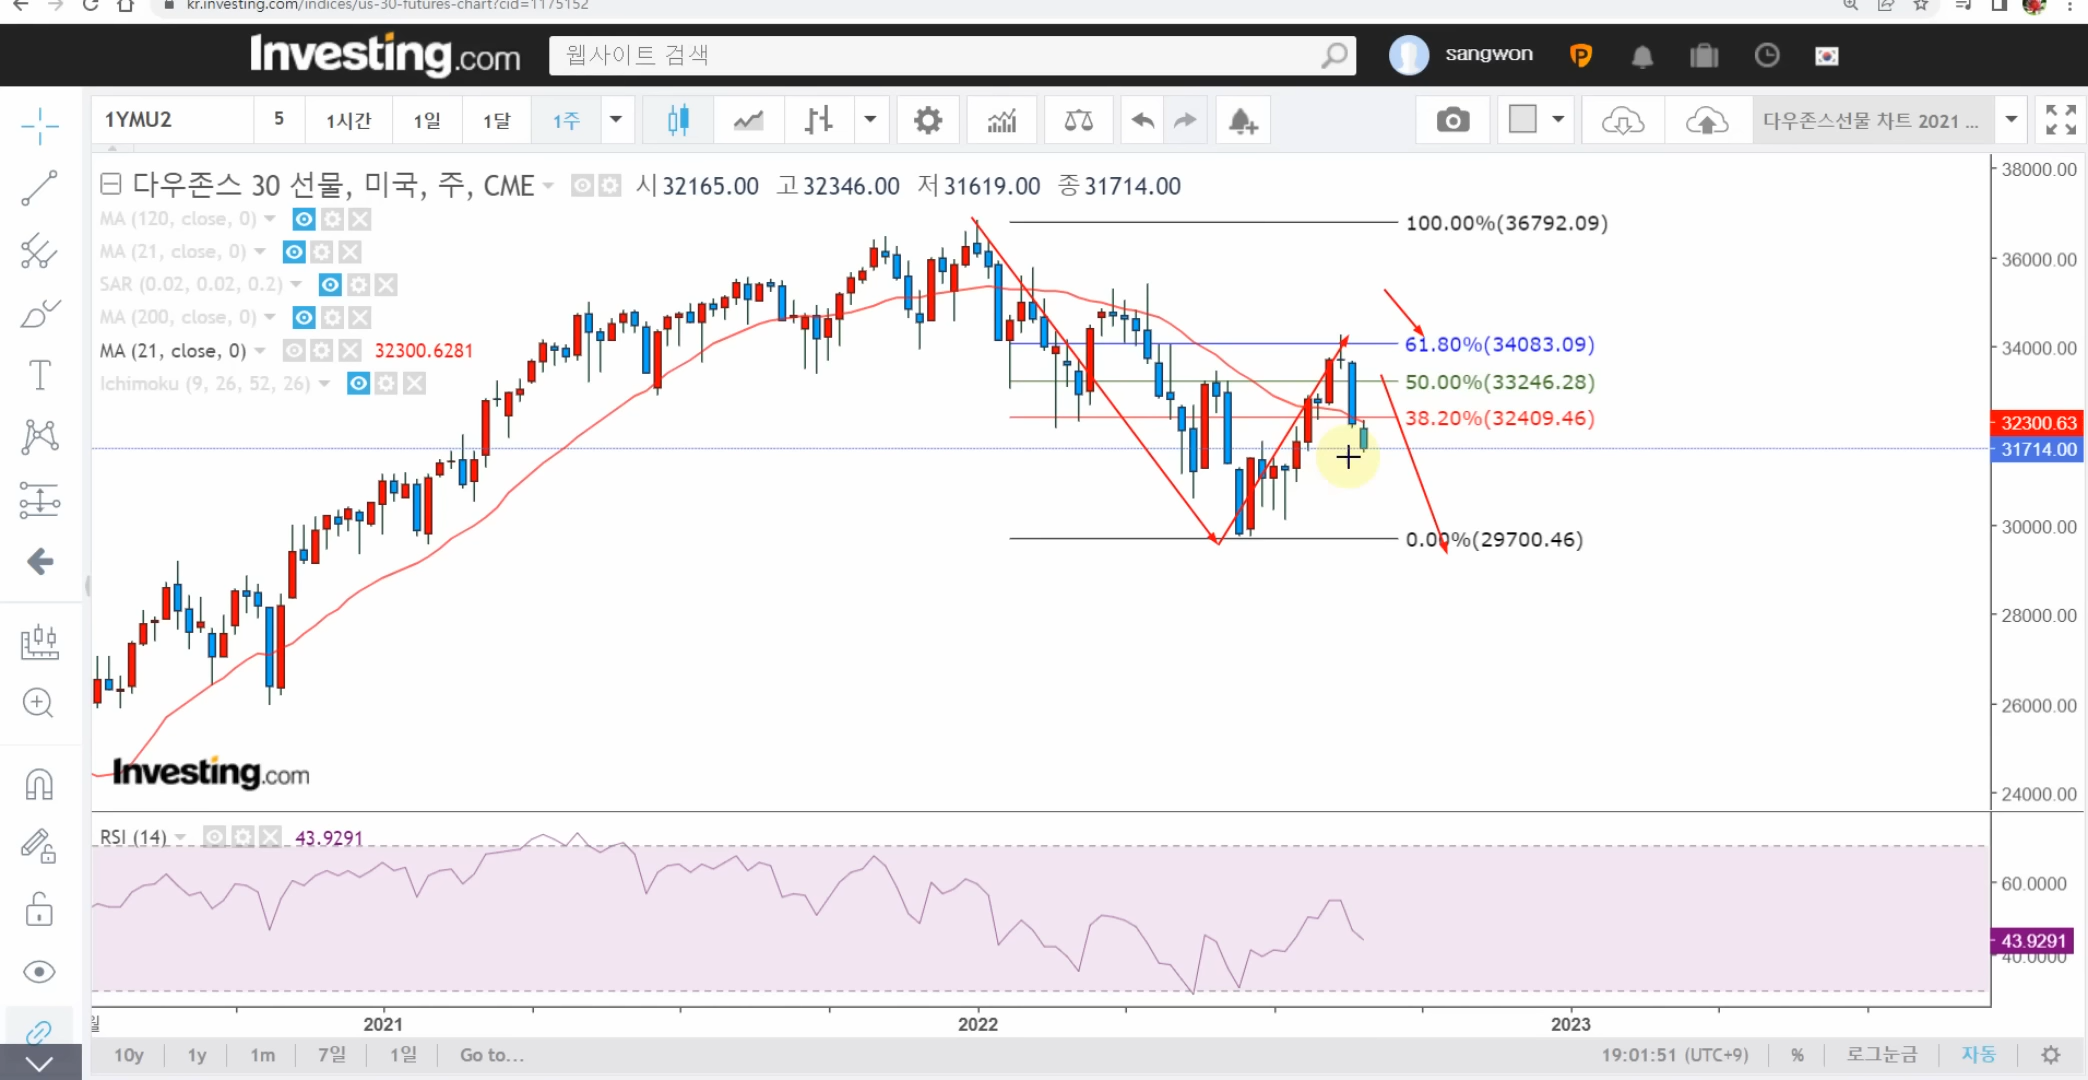 kr.investing.com/indices/us-30-futures-chart?cid=1175152
Investing.com
웹사이트 검색
sangwon
1YMU2 5 1시간 1일 1달 1주
다우존스선물 차트 2021 ...
다우존스 30 선물, 미국, 주, CME 시 32165.00 고 32346.00 저 31619.00 종 31714.00
MA (120, close, 0)
MA (21, close, 0)
SAR (0.02, 0.02, 0.2)
MA (200, close, 0)
MA (21, close, 0) 32300.6281
Ichimoku (9, 26, 52, 26)
100.00%(36792.09)
61.80%(34083.09)
50.00%(33246.28)
38.20%(32409.46)
0.00%(29700.46)
38000.00
36000.00
34000.00
32300.63
31714.00
30000.00
28000.00
26000.00
24000.00
Investing.com
RSI (14) 43.9291
60.0000
43.9291
40.0000
월 2021 2022 2023
10y 1y 1m 7일 1일 Go to...
19:01:51 (UTC+9) % 로그눈금 자동